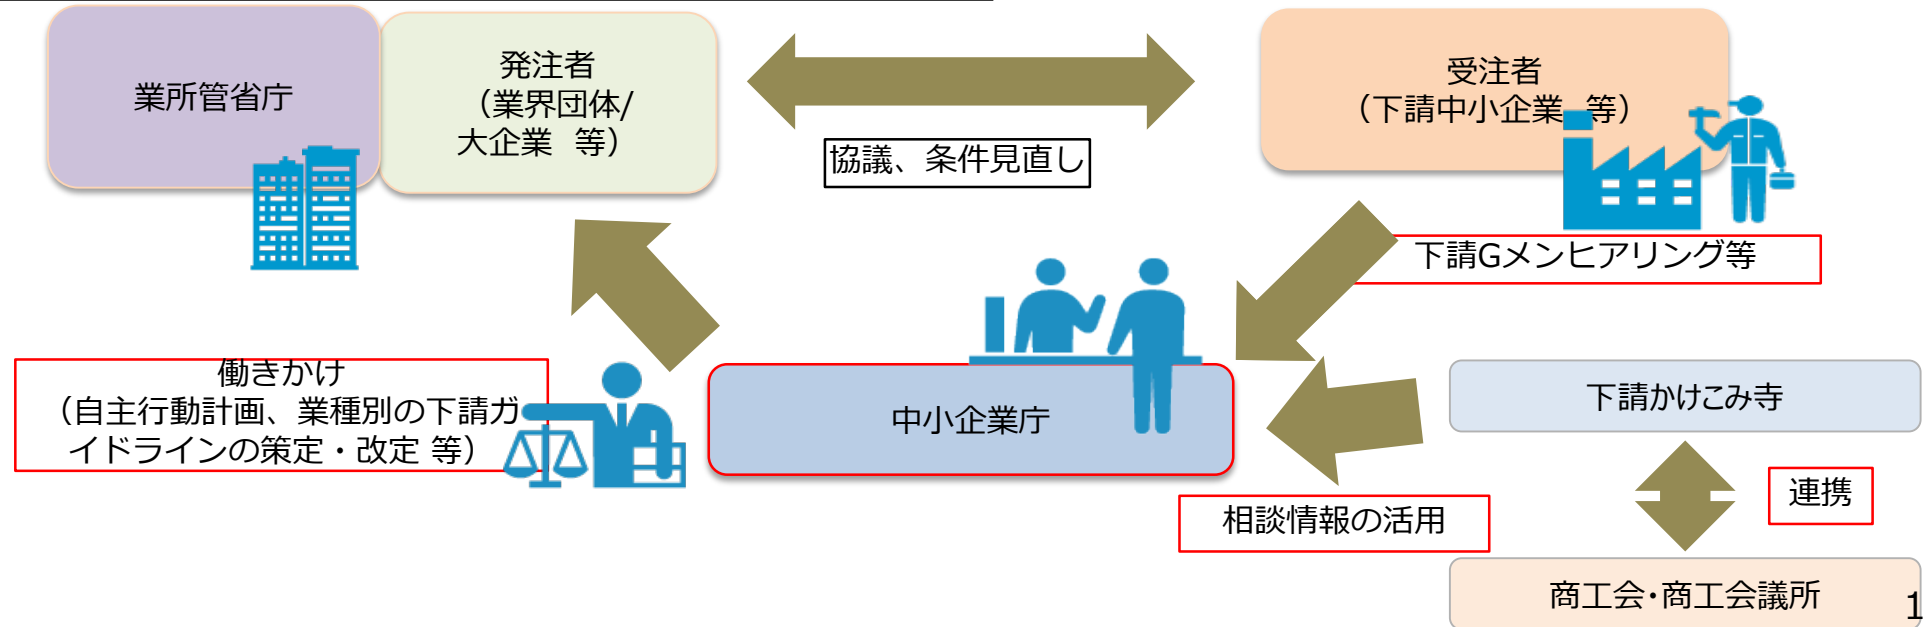 業所管省庁
発注者
（業界団体/
大企業 等）
受注者
（下請中小企業 等）
協議、条件見直し
下請Gメンヒアリング等
働きかけ
（自主行動計画、業種別の下請ガ
イドラインの策定・改定 等）
中小企業庁
下請かけこみ寺
相談情報の活用
連携
商工会・商工会議所
1